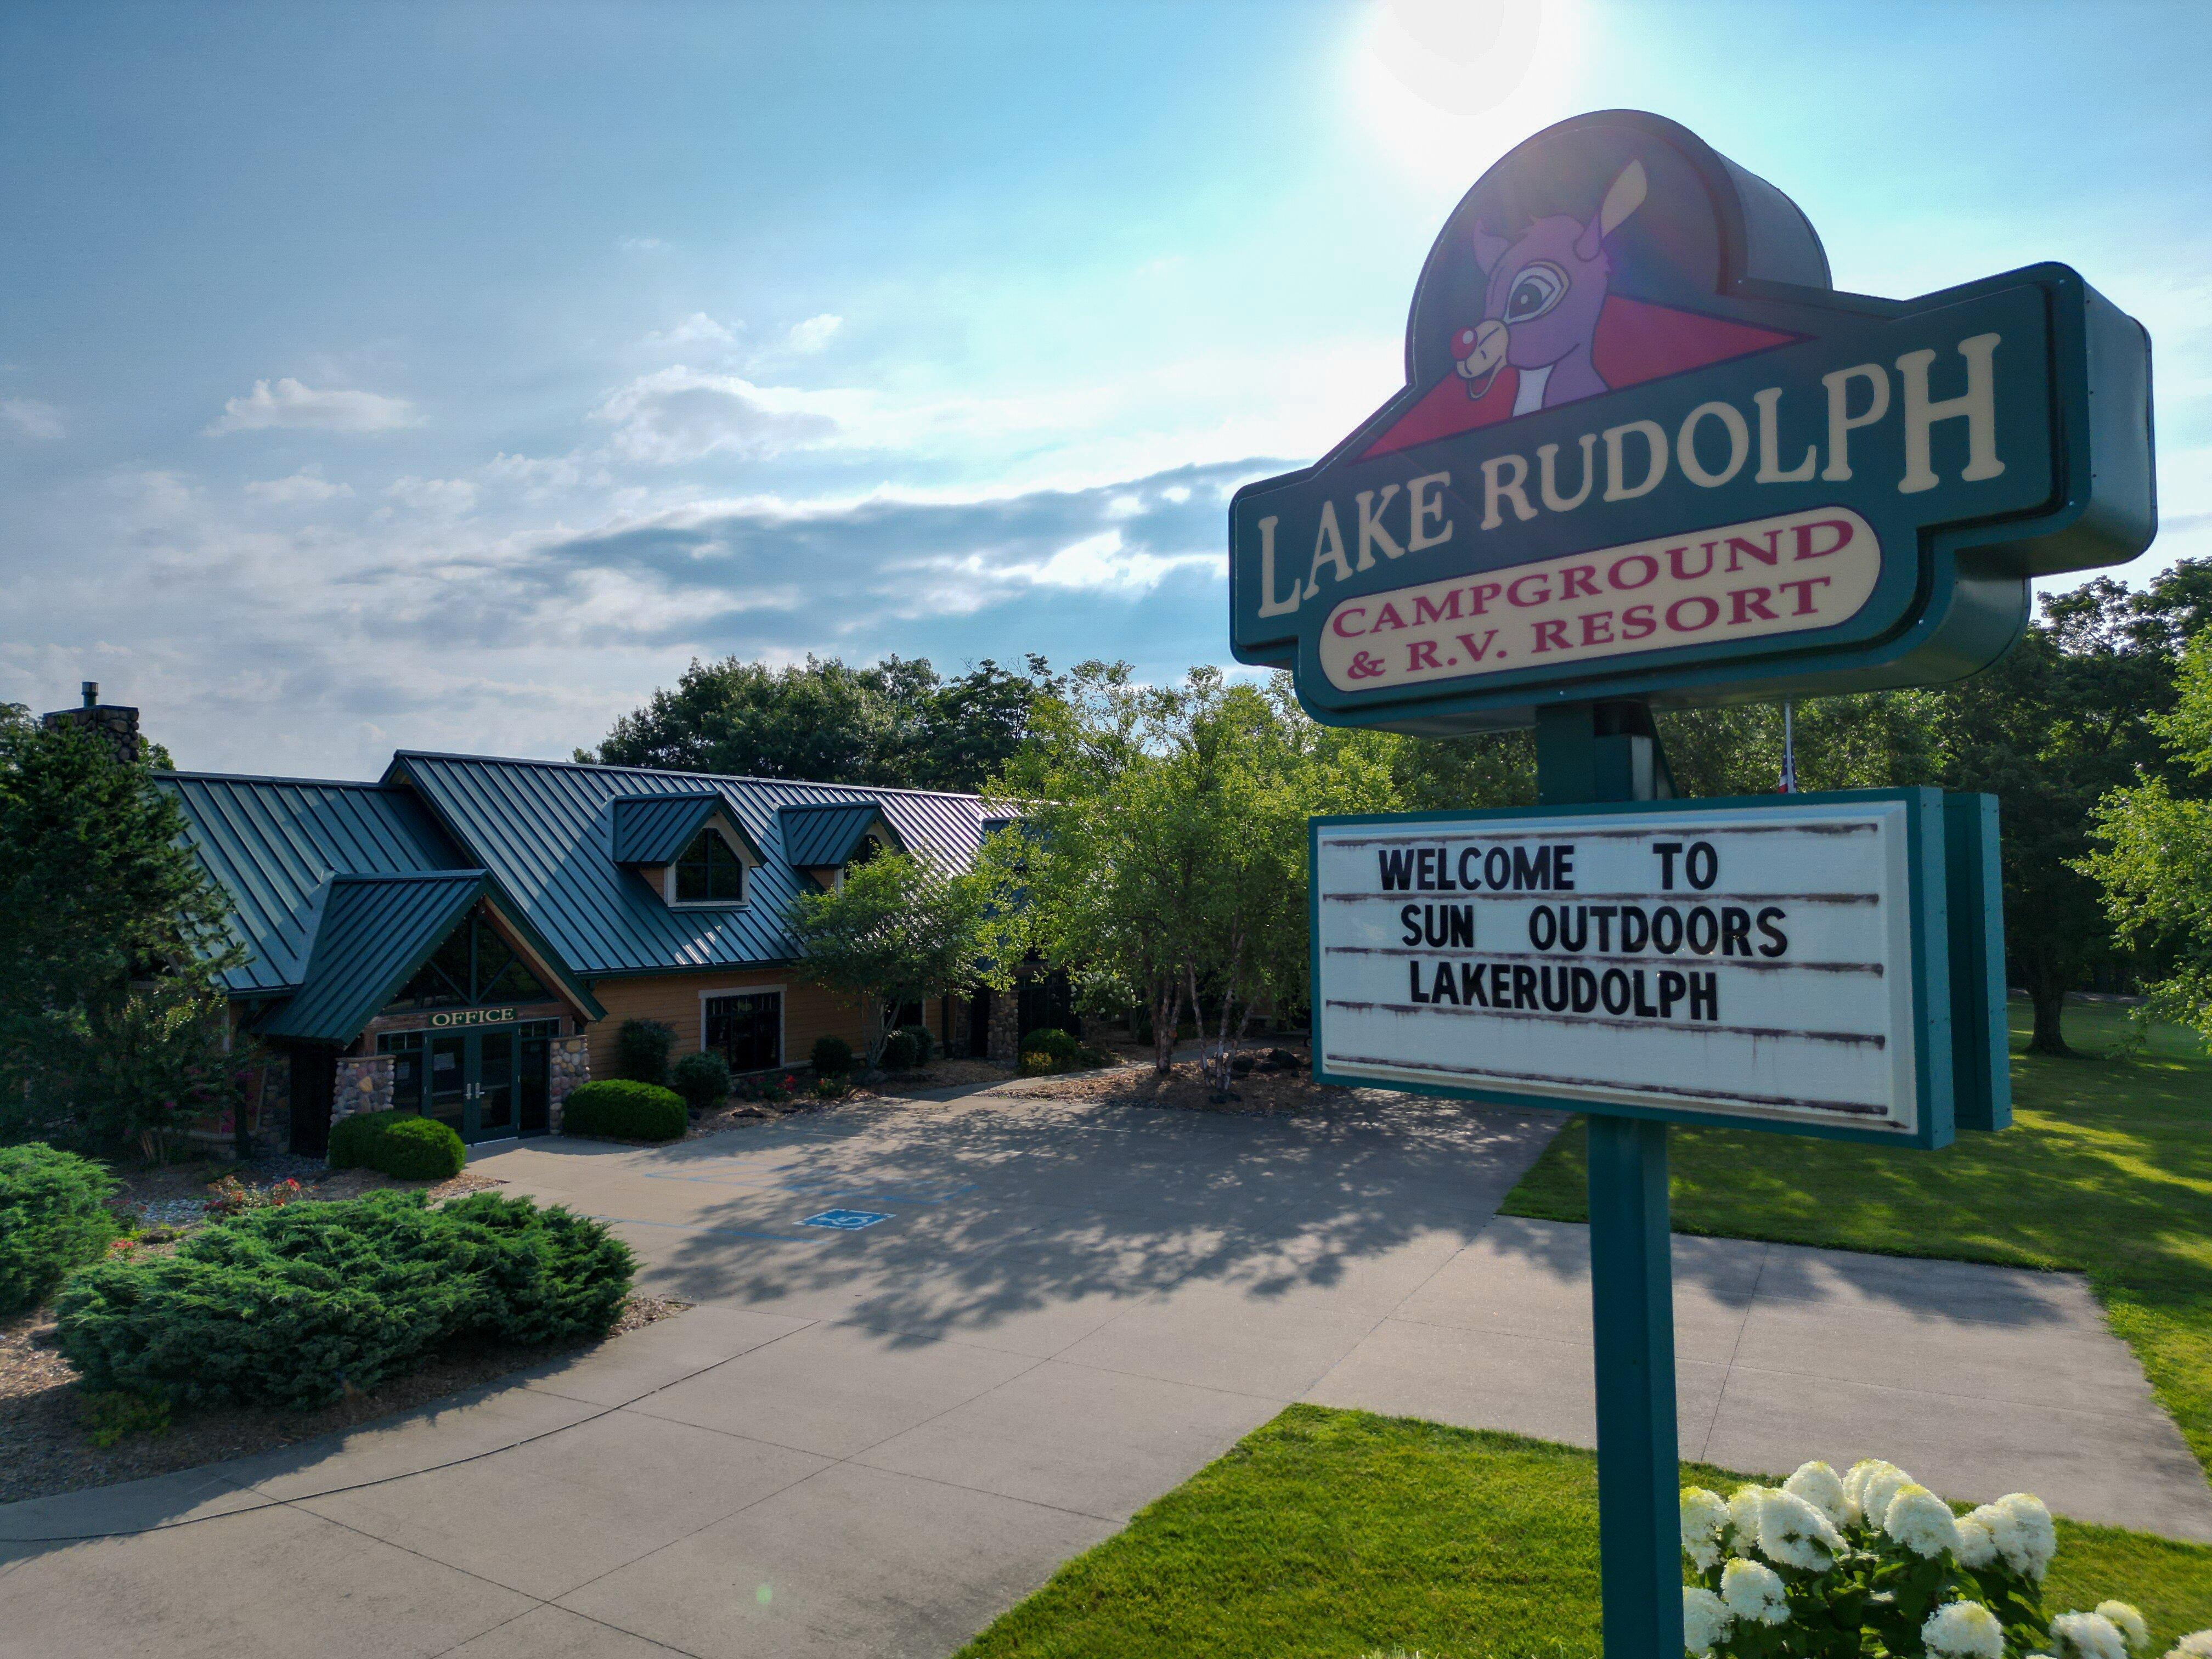 LAKE RUDOLPH
CAMPGROUND
& R.V. RESORT
WELCOME TO
SUN OUTDOORS
LAKERUDOLPH
OFFICE